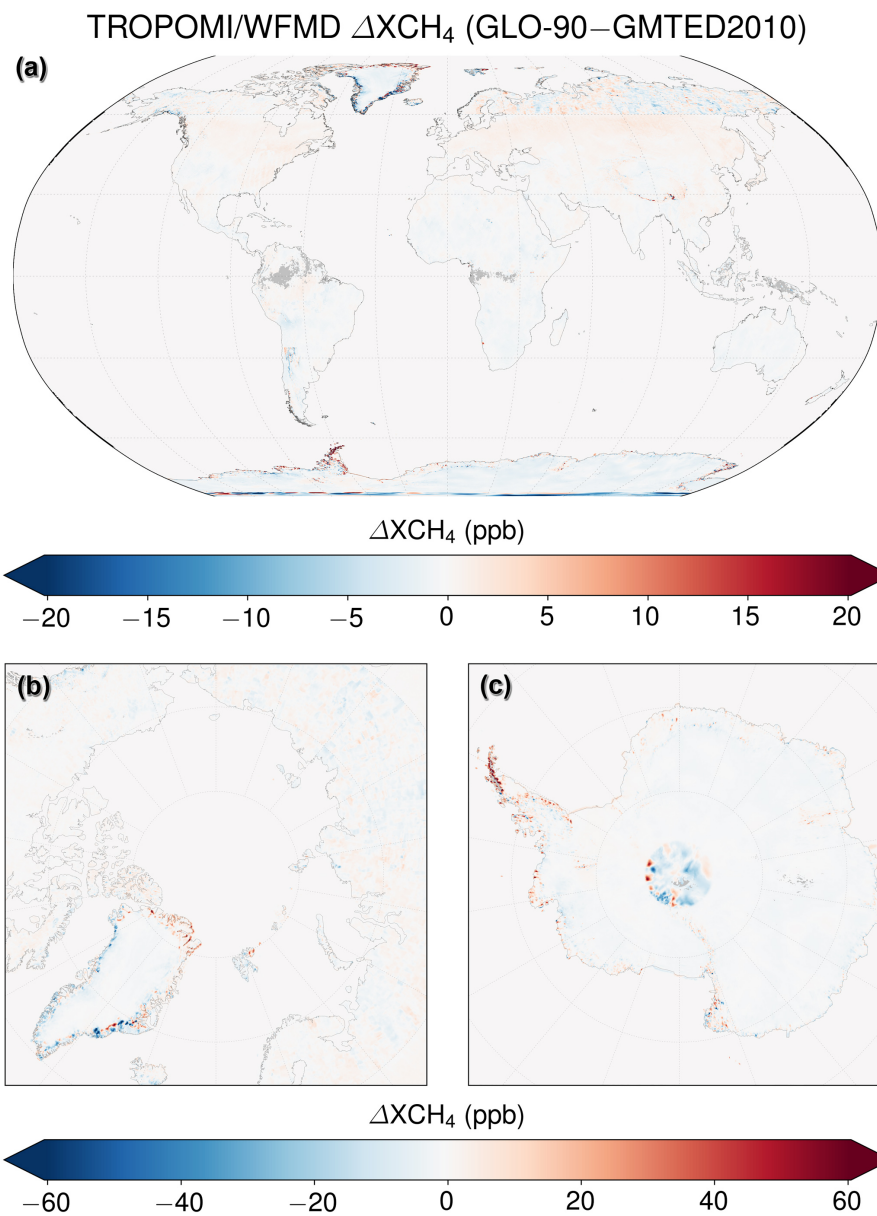 TROPOMI/WFMD ΔXCH₄ (GLO-90−GMTED2010)
(a)
ΔXCH₄ (ppb)
−20 −15 −10 −5 0 5 10 15 20
(b) (c)
ΔXCH₄ (ppb)
−60 −40 −20 0 20 40 60